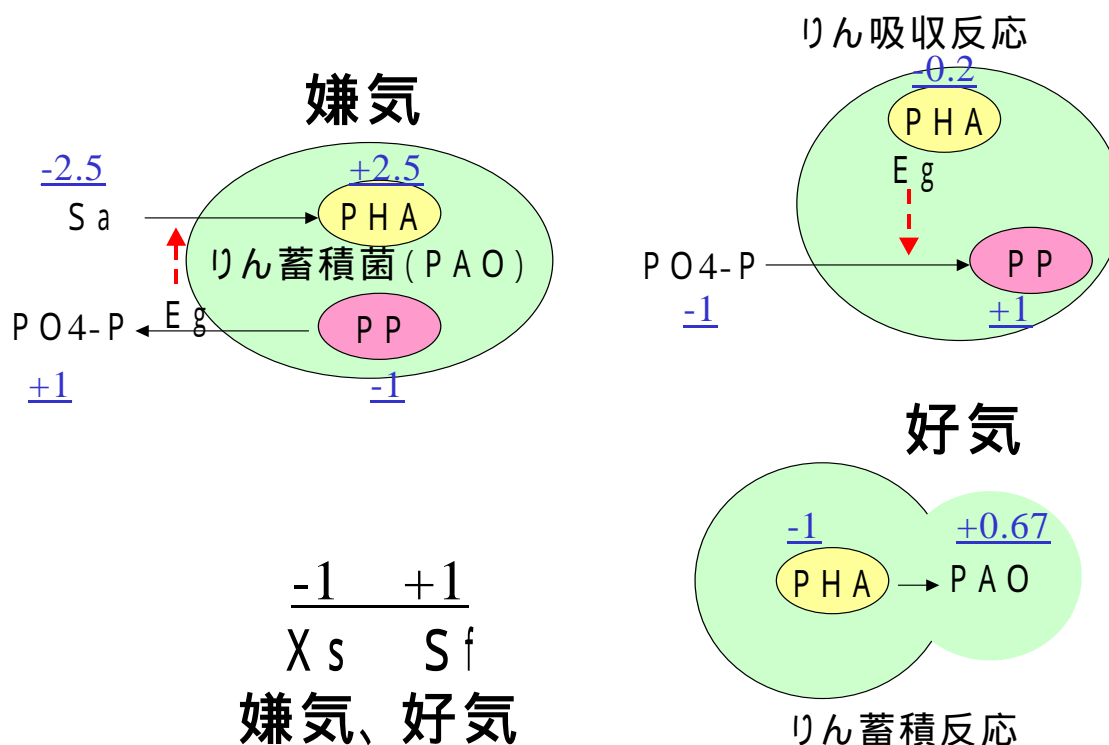 嫌気
-2.5
+2.5
Sa
PHA
りん蓄積菌(PAO)
PO4-P
Eg
PP
+1
-1
りん吸収反応
-0.2
PHA
Eg
PO4-P
PP
-1
+1
好気
-1
+0.67
PHA
PAO
りん蓄積反応
-1 +1
Xs Sf
嫌気、好気